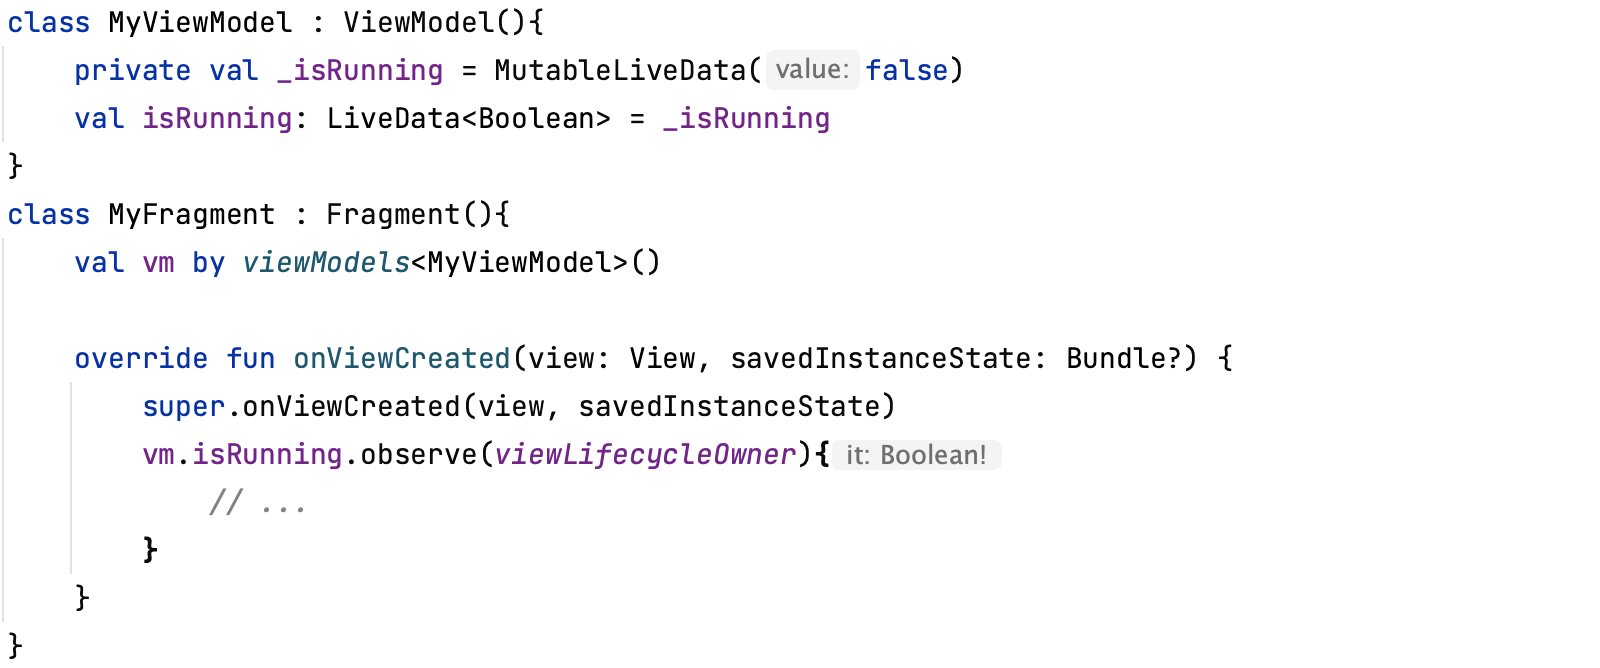 class MyViewModel : ViewModel(){
    private val _isRunning = MutableLiveData( value: false)
    val isRunning: LiveData<Boolean> = _isRunning
}
class MyFragment : Fragment(){
    val vm by viewModels<MyViewModel>()
    override fun onViewCreated(view: View, savedInstanceState: Bundle?) {
        super.onViewCreated(view, savedInstanceState)
        vm.isRunning.observe(viewLifecycleOwner){ it: Boolean!
            // ...
        }
    }
}